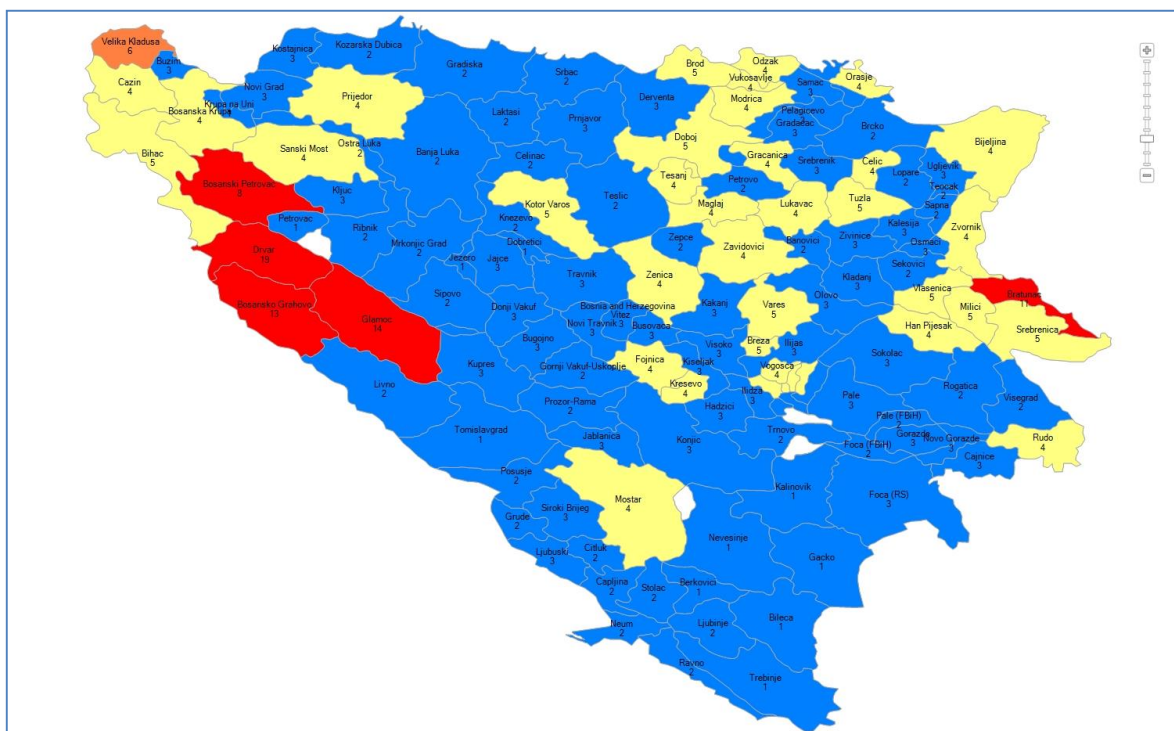 Velika Kladusa
6
Buzim
3
Kostajnica
3
Kozarska Dubica
2
Gradiska
2
Srbac
2
Brod
5
Odzak
4
Vukosavlje
4
Samac
3
Orasje
4
Cazin
4
Novi Grad
3
Krupa na Uni
Prijedor
4
Bosanska Krupa
4
Laktasi
2
Prnjavor
3
Derventa
3
Modrica
4
Pelagicevo
Gradacac
3
Brcko
2
Bijeljina
4
Bihac
5
Sanski Most
4
Ostra Luka
2
Banja Luka
2
Celinac
2
Doboj
5
Gracanica
4
Srebrenik
3
Celic
4
Lopare
2
Ugljevik
3
Teocak
2
Sapna
2
Bosanski Petrovac
8
Kljuc
3
Kotor Varos
5
Teslic
2
Tesanj
4
Petrovo
2
Maglaj
4
Lukavac
4
Tuzla
5
Petrovac
1
Ribnik
2
Mrkonjic Grad
2
Knezevo
2
Dobretici
1
Zepce
2
Zavidovici
4
Banovici
2
Zivinice
3
Kalesija
3
Osmaci
3
Zvornik
4
Drvar
19
Jezero
1
Jajce
3
Travnik
3
Zenica
4
Kladanj
3
Sekovici
2
Vlasenica
5
Milici
5
Bratunac
11
Bosansko Grahovo
13
Glamoc
14
Sipovo
2
Donji Vakuf
3
Bosnia and Herzegovina
Vitez
3
Novi Travnik
3
Busovaca
3
Kakanj
3
Vares
5
Olovo
3
Han Pijesak
4
Srebrenica
5
Bugojno
3
Visoko
3
Breza
5
Ilijas
3
Sokolac
3
Livno
2
Kupres
3
Gornji Vakuf-Uskoplje
2
Fojnica
4
Kiseljak
3
Kresevo
4
Vogosca
4
Ilidza
3
Hadzici
3
Pale
3
Rogatica
2
Visegrad
2
Tomislavgrad
1
Prozor-Rama
2
Jablanica
3
Konjic
3
Trnovo
2
Pale (FBiH)
2
Foca (FBiH)
2
Gorazde
3
Novo Gorazde
3
Cajnice
3
Rudo
4
Posusje
2
Mostar
4
Kalinovik
1
Foca (RS)
3
Grude
2
Siroki Brijeg
3
Ljubuski
3
Citluk
2
Nevesinje
1
Gacko
1
Capljina
2
Stolac
2
Berkovici
1
Bileca
1
Neum
2
Ljubinje
2
Ravno
2
Trebinje
1